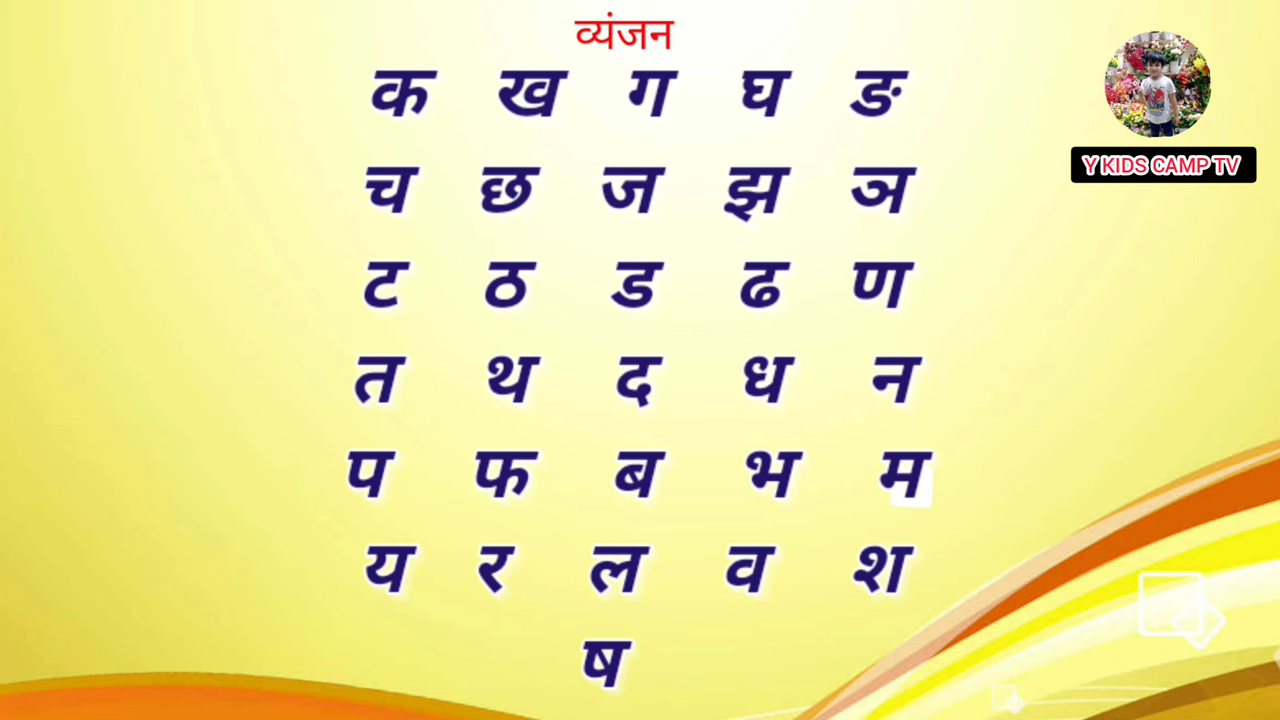 व्यंजन
क ख ग घ ङ
Y KIDS CAMP TV
च छ ज झ ञ
ट ठ ड ढ ण
त थ द ध न
प फ ब भ म
य र ल व श
ष